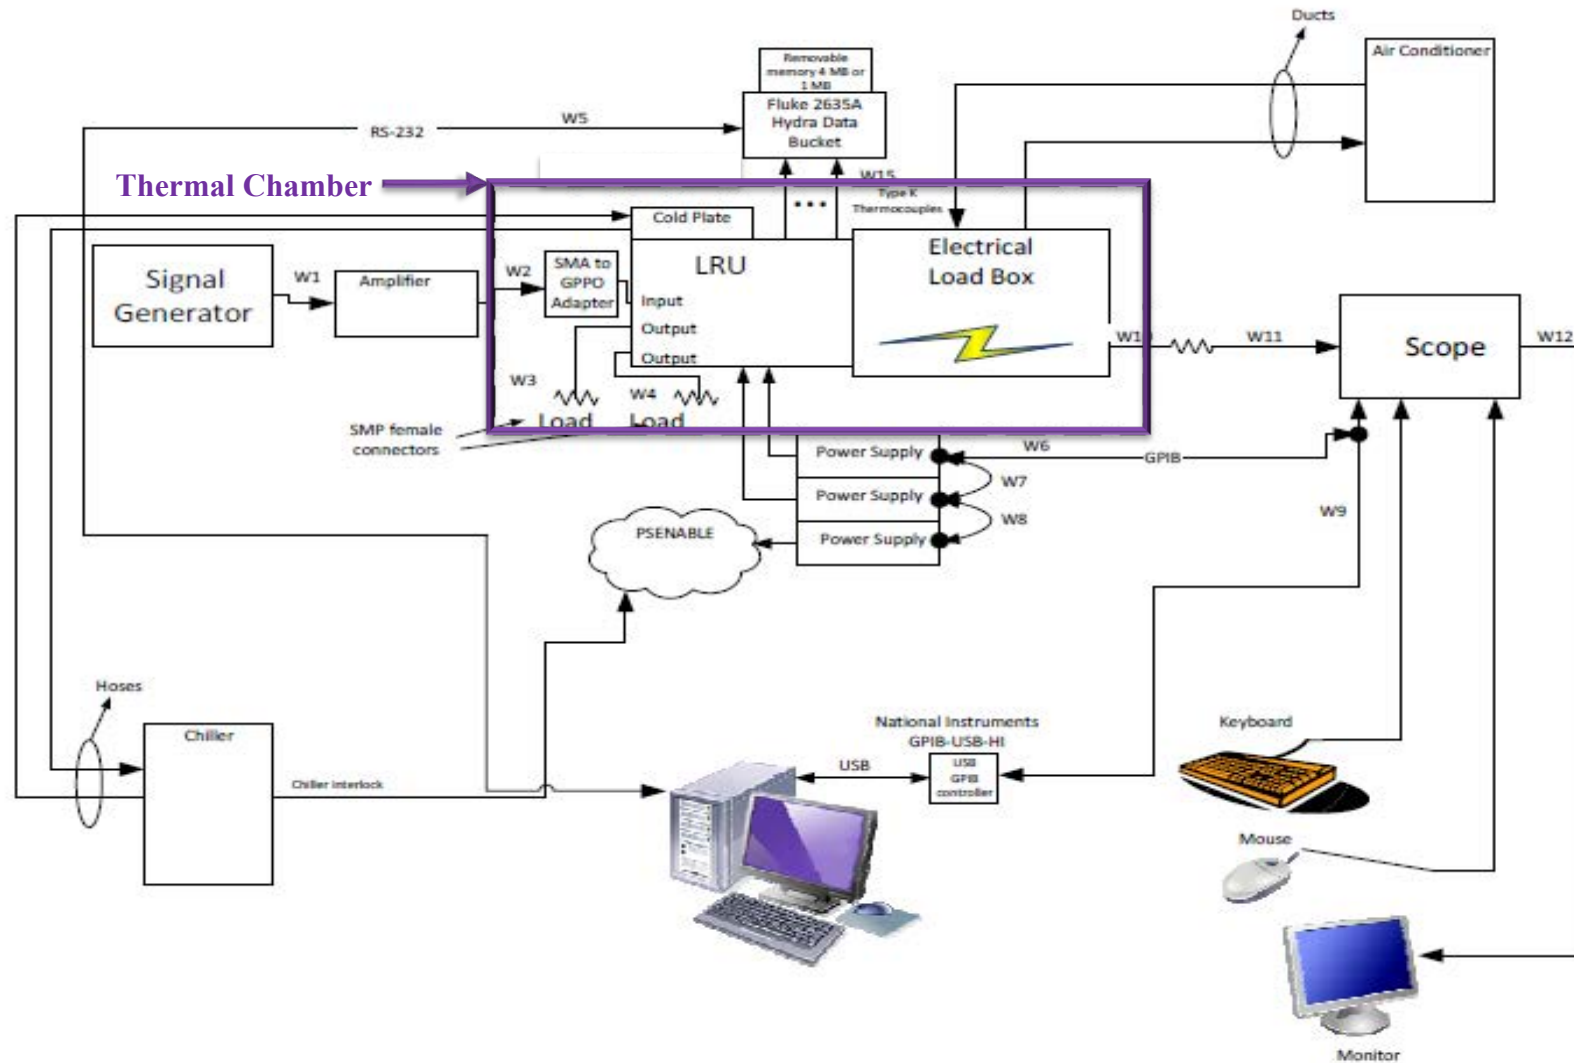 Ducts
Air Conditioner
Removable
memory 4 MB or
1 MB
Fluke 2635A
Hydra Data
Bucket
W5
RS-232
Thermal Chamber
W15
Type K
Thermocouples
...
Cold Plate
LRU
Electrical
Load Box
Signal
Generator
W1
Amplifier
W2
SMA to
GPPO
Adapter
Input
Output
Output
W3
W4
Load
Load
SMP female
connectors
W10
W11
Scope
W12
Power Supply
Power Supply
Power Supply
W6
GPIB
W7
W8
W9
PSENABLE
Hoses
Chiller
Chiller interlock
National Instruments
GPIB-USB-HI
USB
USB
GPIB
controller
Keyboard
Mouse
Monitor